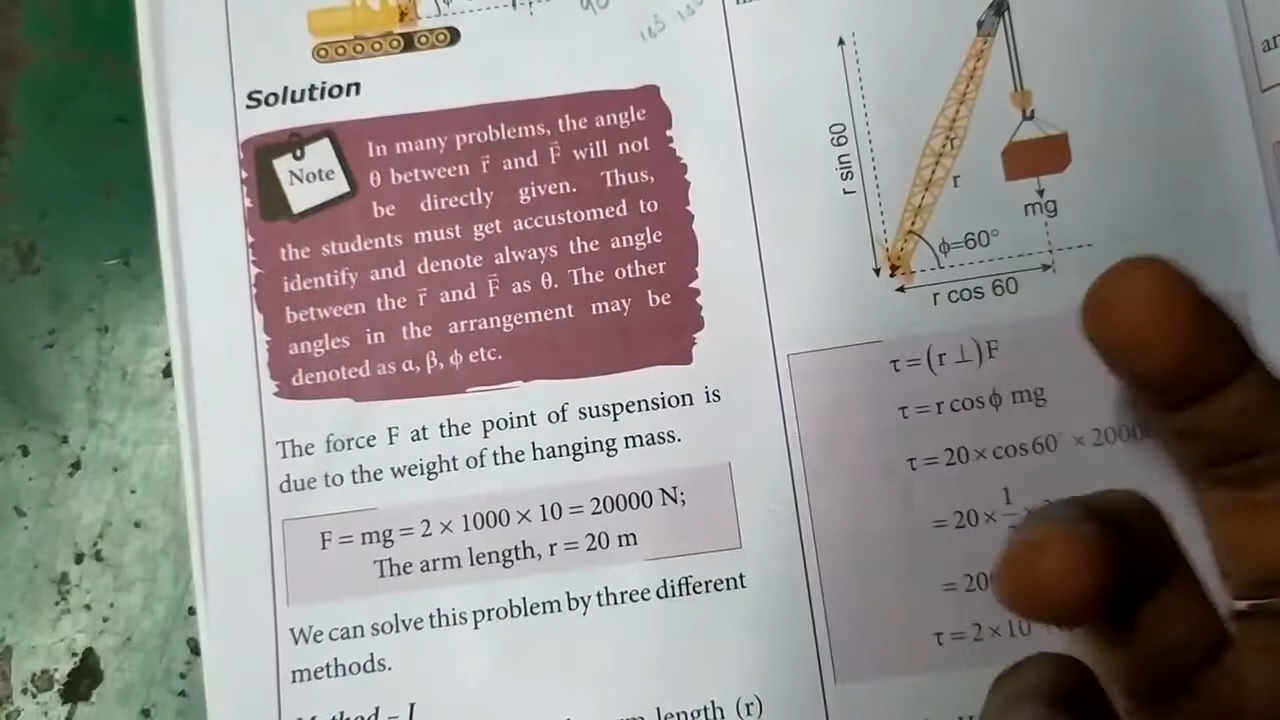 Solution
Note
In many problems, the angle
θ between r⃗ and F⃗ will not
be directly given. Thus,
the students must get accustomed to
identify and denote always the angle
between the r⃗ and F⃗ as θ. The other
angles in the arrangement may be
denoted as α, β, ϕ etc.
The force F at the point of suspension is
due to the weight of the hanging mass.
F = mg = 2 × 1000 × 10 = 20000 N;
The arm length, r = 20 m
We can solve this problem by three different
methods.
length (r)
r sin 60
r
mg
ϕ=60°
r cos 60
τ = (r ⊥) F
τ = r cos ϕ mg
τ = 20 × cos 60° × 2000
= 20 × 1
= 20
τ = 2 × 10